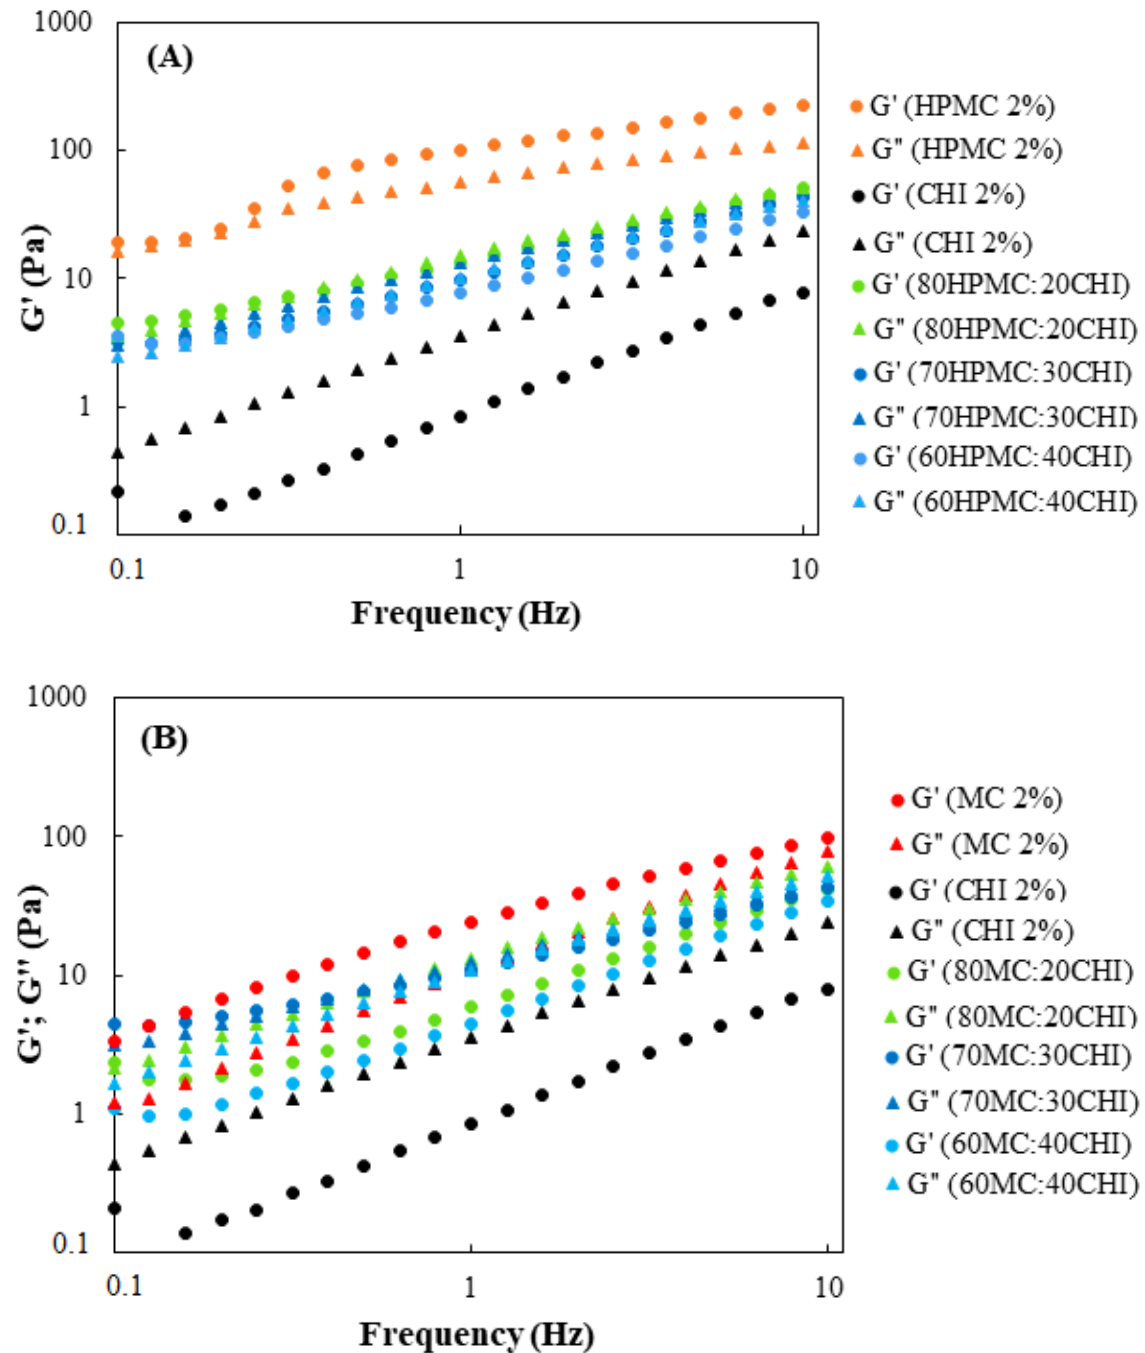 1000
(A)
100
10
1
0.1
G' (Pa)
0.1 1 10
Frequency (Hz)
G' (HPMC 2%)
G" (HPMC 2%)
G' (CHI 2%)
G" (CHI 2%)
G' (80HPMC:20CHI)
G" (80HPMC:20CHI)
G' (70HPMC:30CHI)
G" (70HPMC:30CHI)
G' (60HPMC:40CHI)
G" (60HPMC:40CHI)
1000
(B)
100
10
1
0.1
G'; G" (Pa)
0.1 1 10
Frequency (Hz)
G' (MC 2%)
G" (MC 2%)
G' (CHI 2%)
G" (CHI 2%)
G' (80MC:20CHI)
G" (80MC:20CHI)
G' (70MC:30CHI)
G" (70MC:30CHI)
G' (60MC:40CHI)
G" (60MC:40CHI)